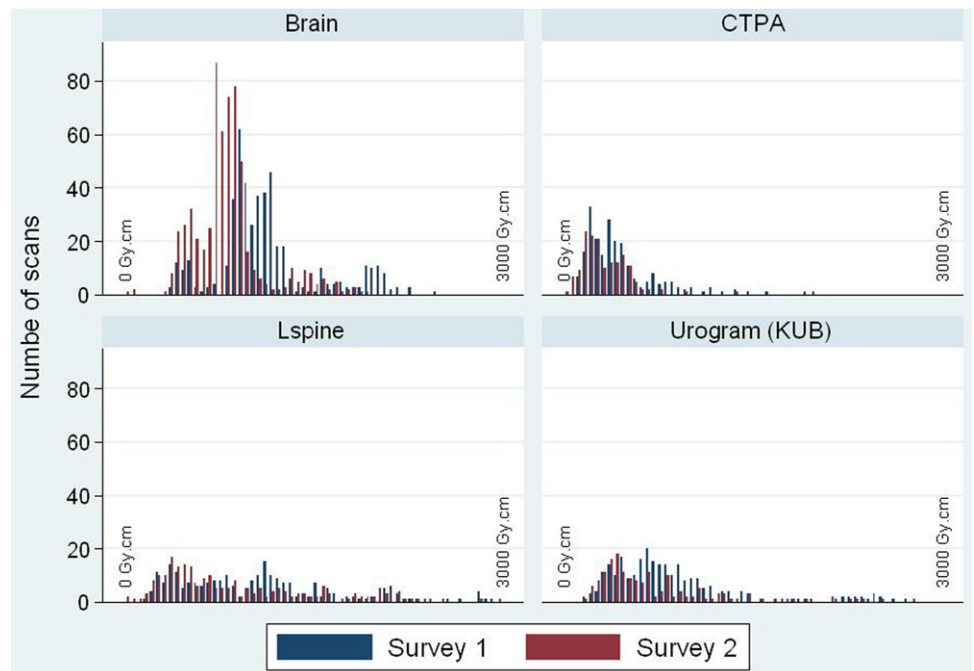 Brain
CTPA
Numbe of scans
80
60
40
20
0
0 Gy.cm
3000 Gy.cm
0 Gy.cm
3000 Gy.cm
Lspine
Urogram (KUB)
80
60
40
20
0
0 Gy.cm
3000 Gy.cm
0 Gy.cm
3000 Gy.cm
Survey 1
Survey 2